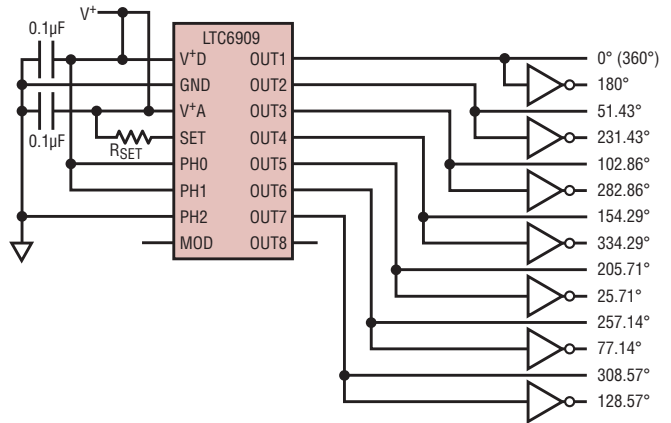 V+
0.1µF
0.1µF
RSET
LTC6909
V+D
GND
V+A
SET
PH0
PH1
PH2
MOD
OUT1
OUT2
OUT3
OUT4
OUT5
OUT6
OUT7
OUT8
0° (360°)
180°
51.43°
231.43°
102.86°
282.86°
154.29°
334.29°
205.71°
25.71°
257.14°
77.14°
308.57°
128.57°